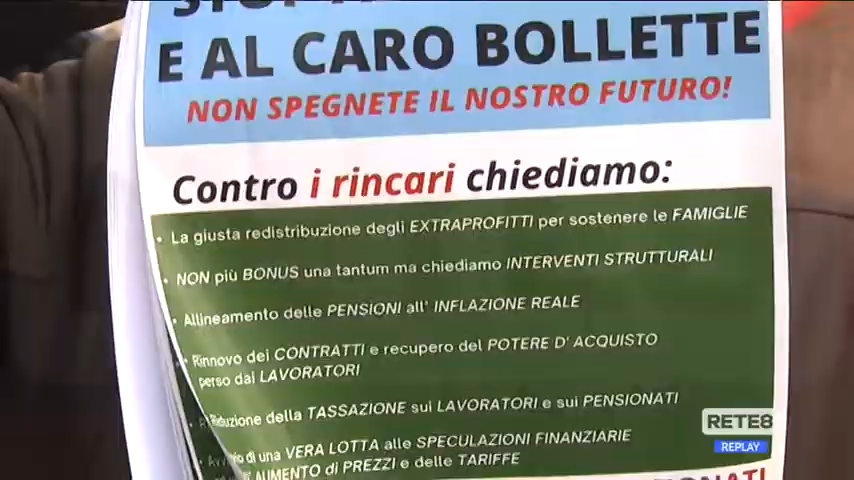 E AL CARO BOLLETTE
NON SPEGNETE IL NOSTRO FUTURO!
Contro i rincari chiediamo:
• La giusta redistribuzione degli EXTRAPROFITTI per sostenere le FAMIGLIE
• NON più BONUS una tantum ma chiediamo INTERVENTI STRUTTURALI
• Allineamento delle PENSIONI all' INFLAZIONE REALE
• Rinnovo dei CONTRATTI e recupero del POTERE D' ACQUISTO
perso dai LAVORATORI
• Riduzione della TASSAZIONE sui LAVORATORI e sui PENSIONATI
di una VERA LOTTA alle SPECULAZIONI FINANZIARIE
AUMENTO di PREZZI e delle TARIFFE
RETE8
REPLAY